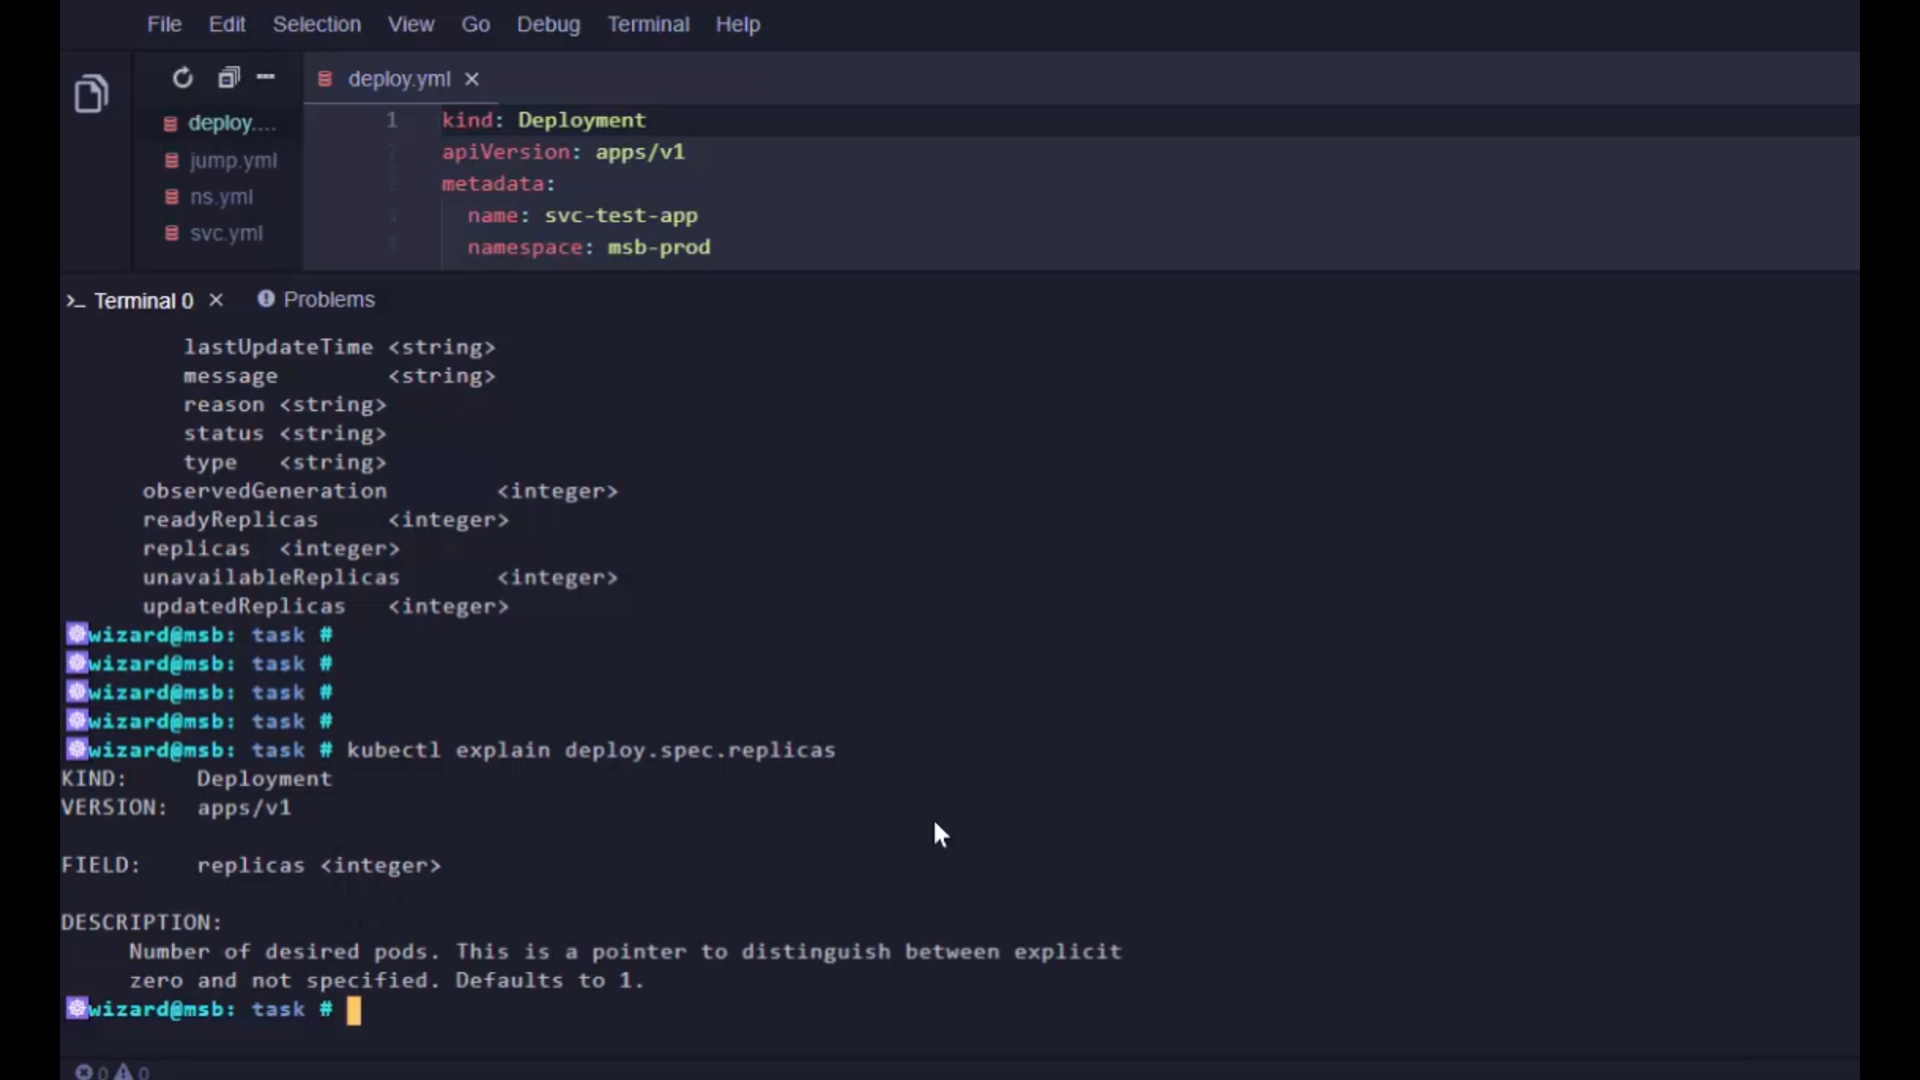 File Edit Selection View Go Debug Terminal Help
deploy.yml
deploy....
jump.yml
ns.yml
svc.yml
1 kind: Deployment
apiVersion: apps/v1
metadata:
name: svc-test-app
namespace: msb-prod
>_ Terminal 0 × Problems
lastUpdateTime <string>
message <string>
reason <string>
status <string>
type <string>
observedGeneration <integer>
readyReplicas <integer>
replicas <integer>
unavailableReplicas <integer>
updatedReplicas <integer>
wizard@msb: task #
wizard@msb: task #
wizard@msb: task #
wizard@msb: task #
wizard@msb: task # kubectl explain deploy.spec.replicas
KIND: Deployment
VERSION: apps/v1
FIELD: replicas <integer>
DESCRIPTION:
Number of desired pods. This is a pointer to distinguish between explicit
zero and not specified. Defaults to 1.
wizard@msb: task #
0 0